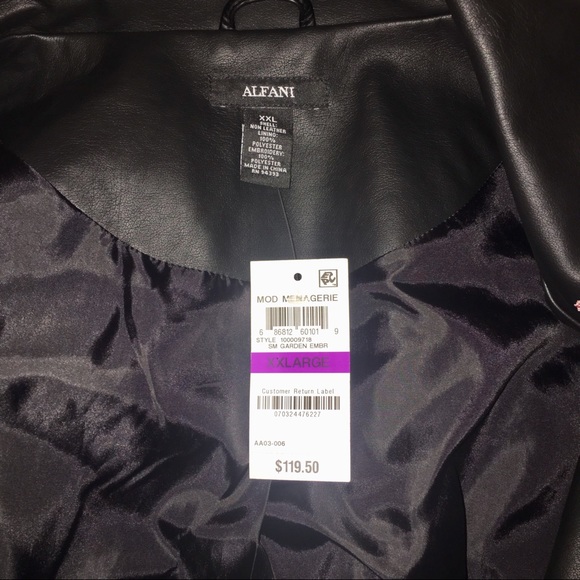 ALFANI
XXL
SHELL:
NON LEATHER
LINING:
100%
POLYESTER
EMBROIDERY:
100%
POLYESTER
MADE IN CHINA
RN 54393
MOD MENAGERIE
6 86812 60101 9
STYLE 100009718
SM GARDEN EMBR
XXLARGE
Customer Return Label
070324476227
AA03-006
$119.50